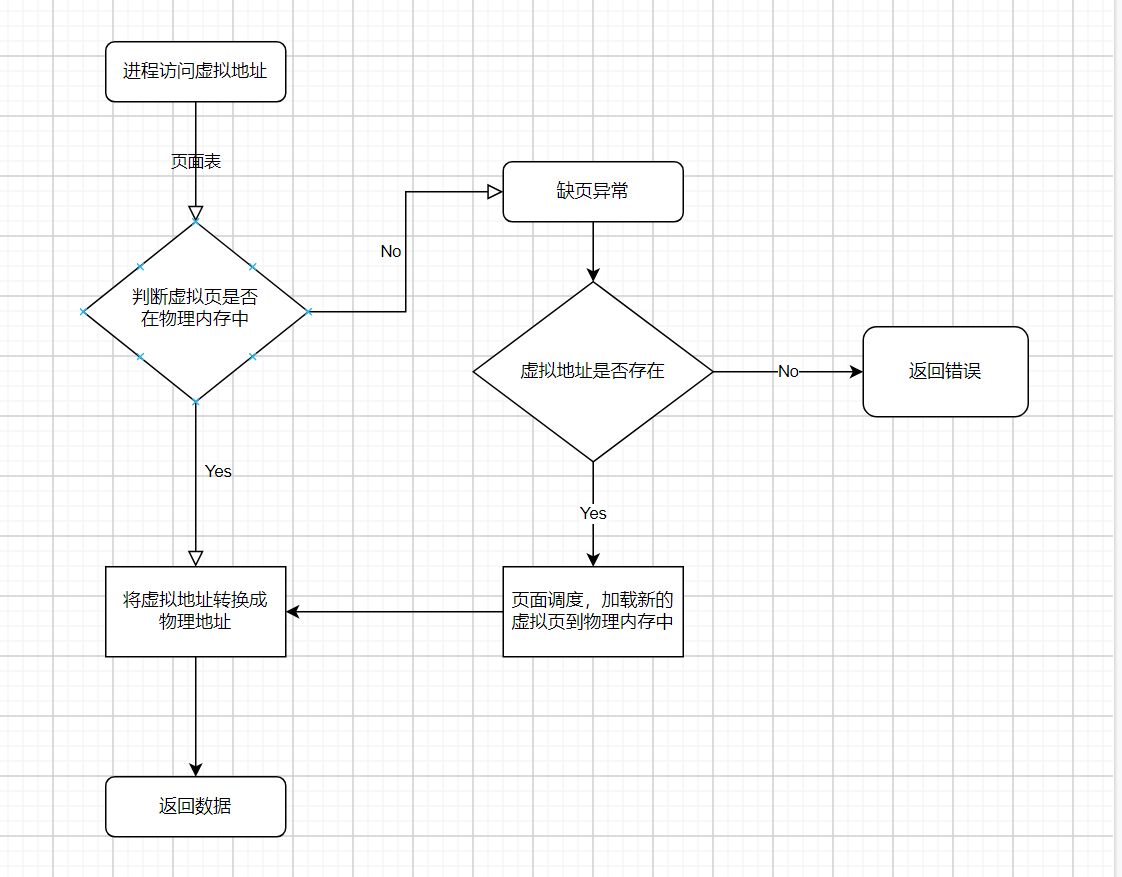 进程访问虚拟地址
页面表
判断虚拟页是否
在物理内存中
No
缺页异常
虚拟地址是否存在
No
返回错误
Yes
Yes
将虚拟地址转换成
物理地址
页面调度，加载新的
虚拟页到物理内存中
返回数据